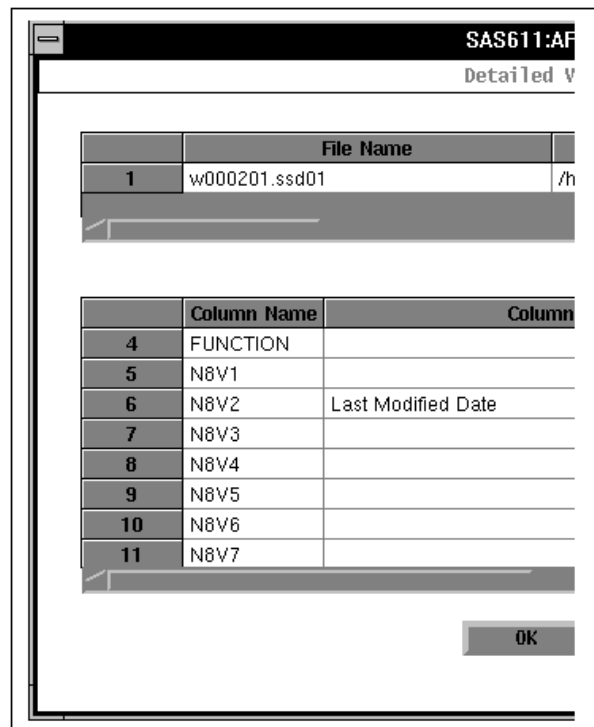 SAS611:AF
Detailed V
File Name
1 w000201.ssd01 /h
Column Name Column
4 FUNCTION
5 N8V1
6 N8V2 Last Modified Date
7 N8V3
8 N8V4
9 N8V5
10 N8V6
11 N8V7
OK